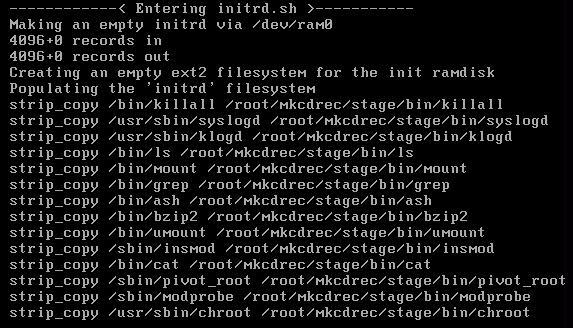 ------------< Entering initrd.sh >-----------
Making an empty initrd via /dev/ram0
4096+0 records in
4096+0 records out
Creating an empty ext2 filesystem for the init ramdisk
Populating the 'initrd' filesystem
strip_copy /bin/killall /root/mkcdrec/stage/bin/killall
strip_copy /usr/sbin/syslogd /root/mkcdrec/stage/bin/syslogd
strip_copy /usr/sbin/klogd /root/mkcdrec/stage/bin/klogd
strip_copy /bin/ls /root/mkcdrec/stage/bin/ls
strip_copy /bin/mount /root/mkcdrec/stage/bin/mount
strip_copy /bin/grep /root/mkcdrec/stage/bin/grep
strip_copy /bin/ash /root/mkcdrec/stage/bin/ash
strip_copy /bin/bzip2 /root/mkcdrec/stage/bin/bzip2
strip_copy /bin/umount /root/mkcdrec/stage/bin/umount
strip_copy /sbin/insmod /root/mkcdrec/stage/bin/insmod
strip_copy /bin/cat /root/mkcdrec/stage/bin/cat
strip_copy /sbin/pivot_root /root/mkcdrec/stage/bin/pivot_root
strip_copy /sbin/modprobe /root/mkcdrec/stage/bin/modprobe
strip_copy /usr/sbin/chroot /root/mkcdrec/stage/bin/chroot